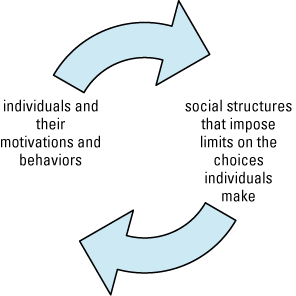 individuals and
their
motivations and
behaviors
social structures
that impose
limits on the
choices
individuals
make